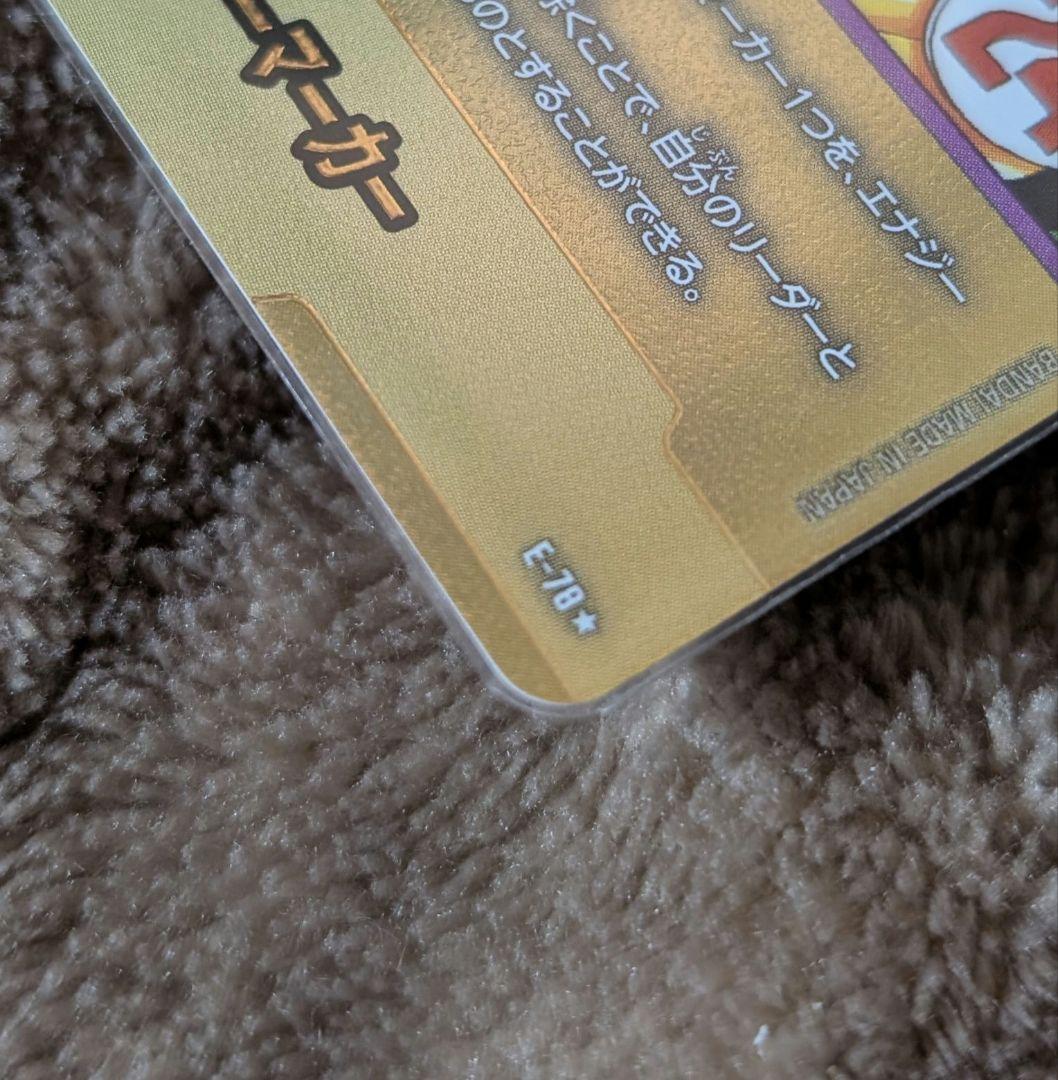 ーカー1つを、エナジー
くことで、自分のリーダーと
のとすることができる。
ーマーカー
BANDAI MADE IN JAPAN
E-78★